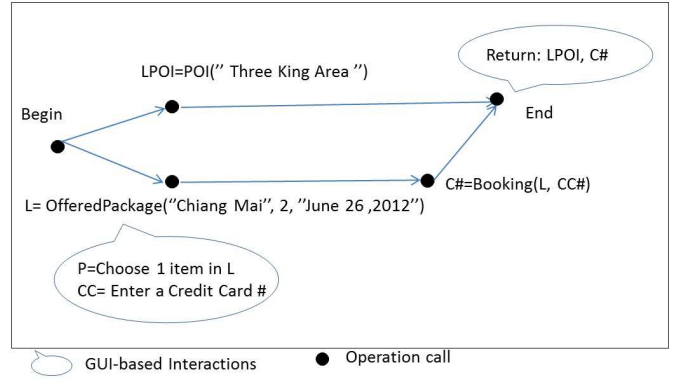 Return: LPOI, C#
LPOI=POI(” Three King Area ”)
Begin
End
C#=Booking(L, CC#)
L= OfferedPackage(“Chiang Mai”, 2, ”June 26 ,2012”)
P=Choose 1 item in L
CC= Enter a Credit Card #
GUI-based Interactions
Operation call